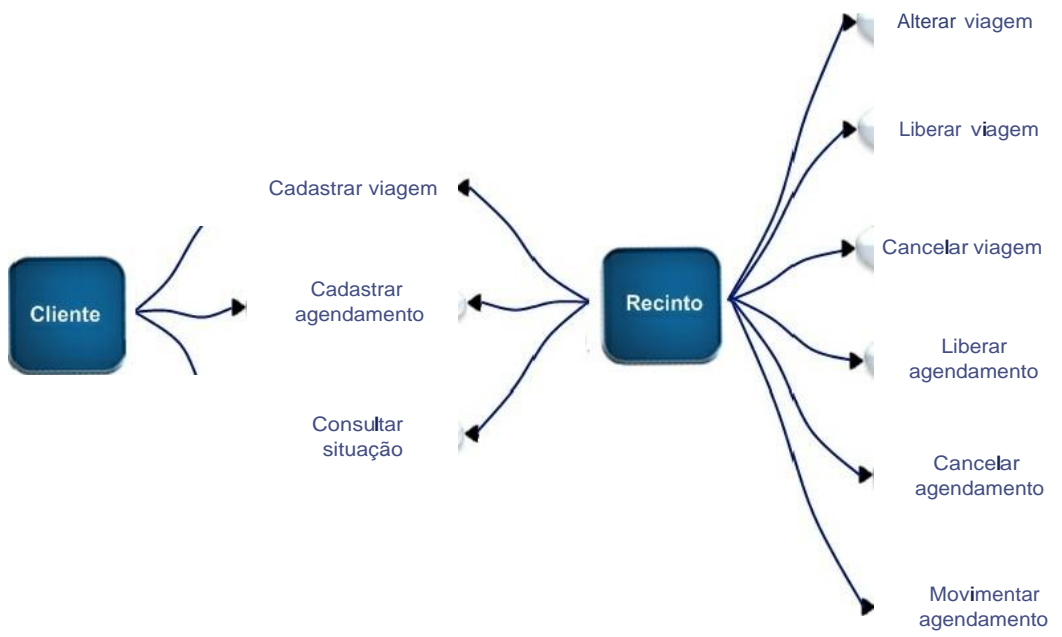 Alterar viagem
Liberar viagem
Cadastrar viagem
Cancelar viagem
Cliente
Cadastrar
agendamento
Recinto
Liberar
agendamento
Consultar
situação
Cancelar
agendamento
Movimentar
agendamento